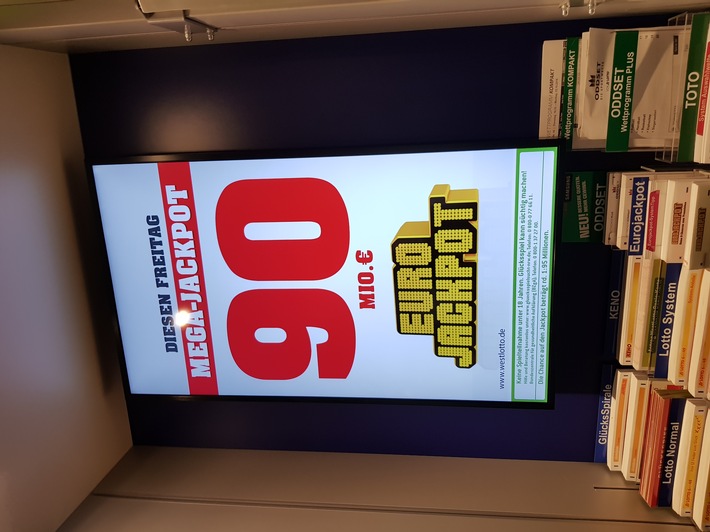 DIESEN FREITAG
MEGA-JACKPOT
90
MIO.€
EURO
JACKPOT
www.westlotto.de
Keine Spielteilnahme unter 18 Jahren. Glücksspiel kann süchtig machen!
Die Chance auf den Jackpot beträgt rd. 1:95 Millionen.
Wettprogramm KOMPAKT
ODDSET
Wettprogramm PLUS
TOTO
SAMSUNG
NEU!
ODDSET
Eurojackpot
KENO
Lotto System
GlücksSpirale
Lotto Normal